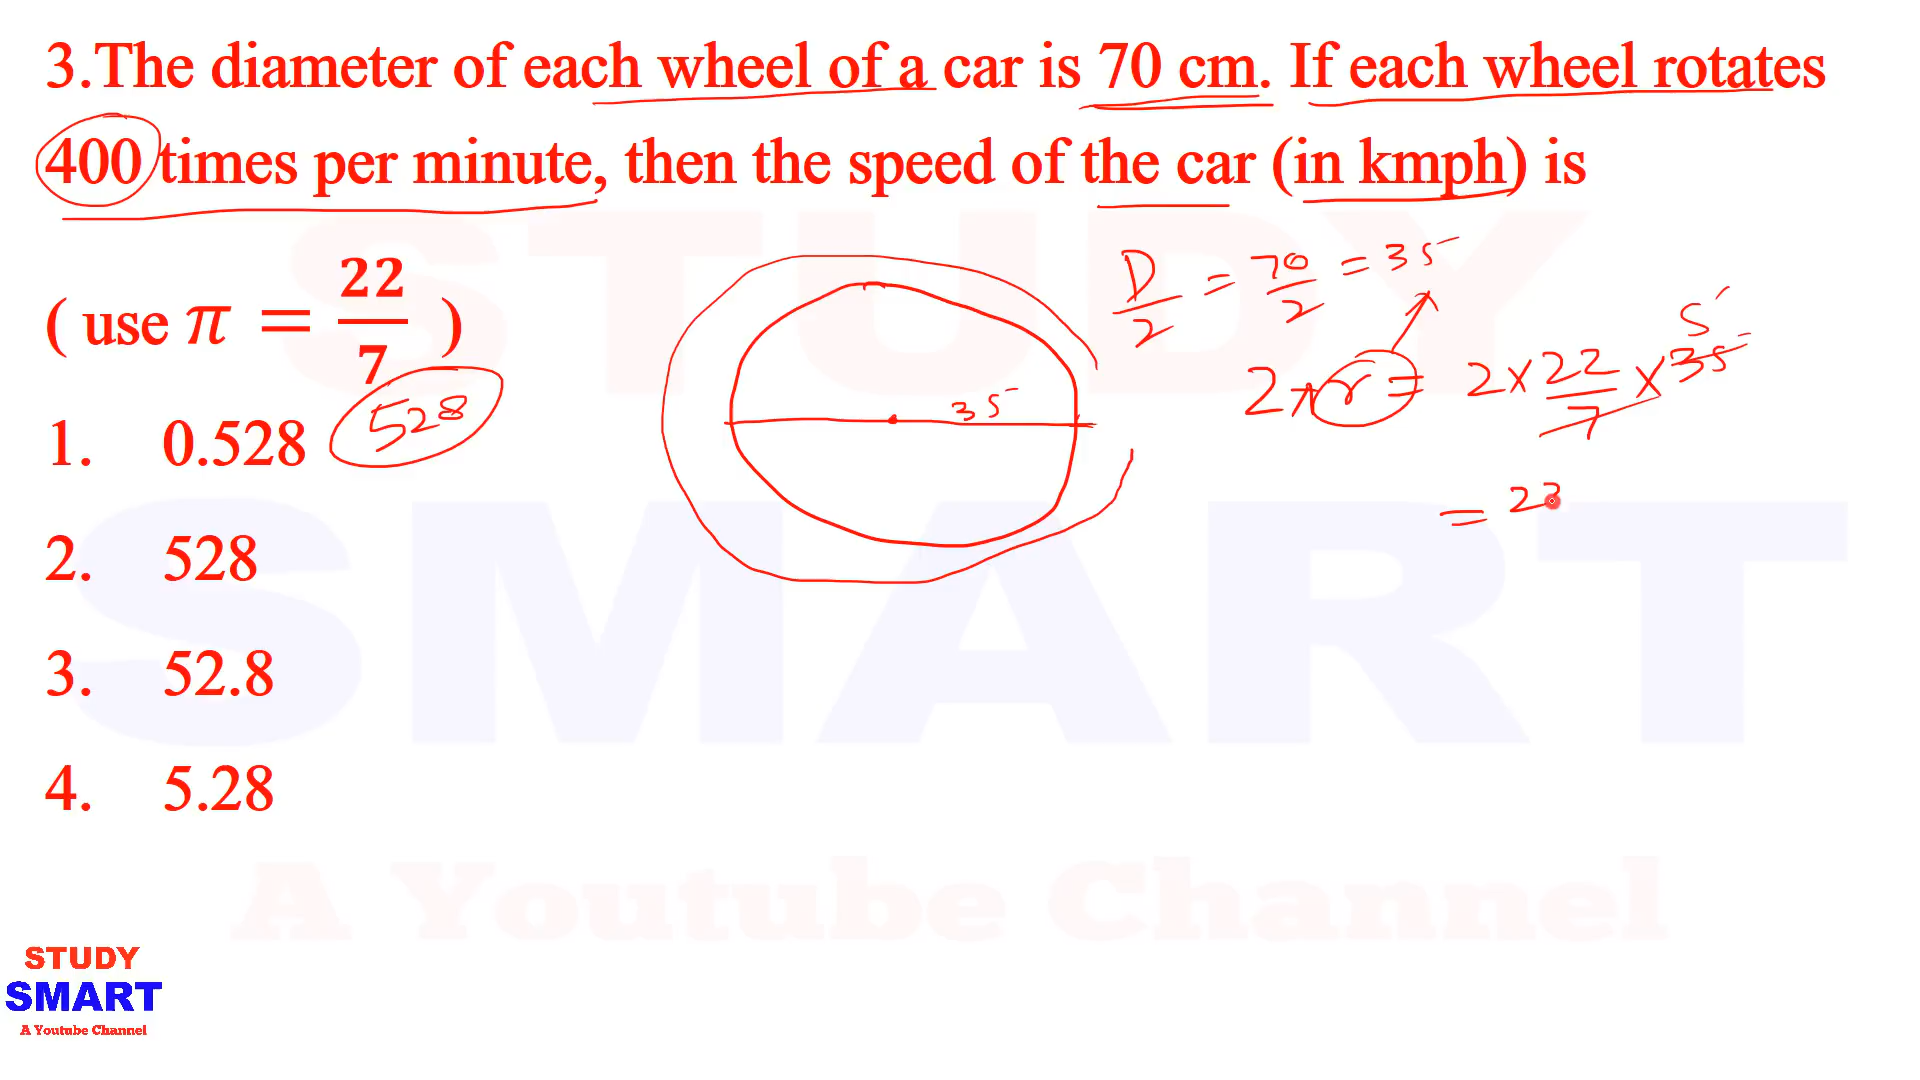 3.The diameter of each wheel of a car is 70 cm. If each wheel rotates
400 times per minute, then the speed of the car (in kmph) is
( use π = 22/7 )
1. 0.528
528
2. 528
3. 52.8
4. 5.28
35
D/2 = 70/2 = 35
5
2πr = 2 × 22/7 × 35
= 22
STUDY
SMART
A Youtube Channel
STUDY
SMART
A Youtube Channel